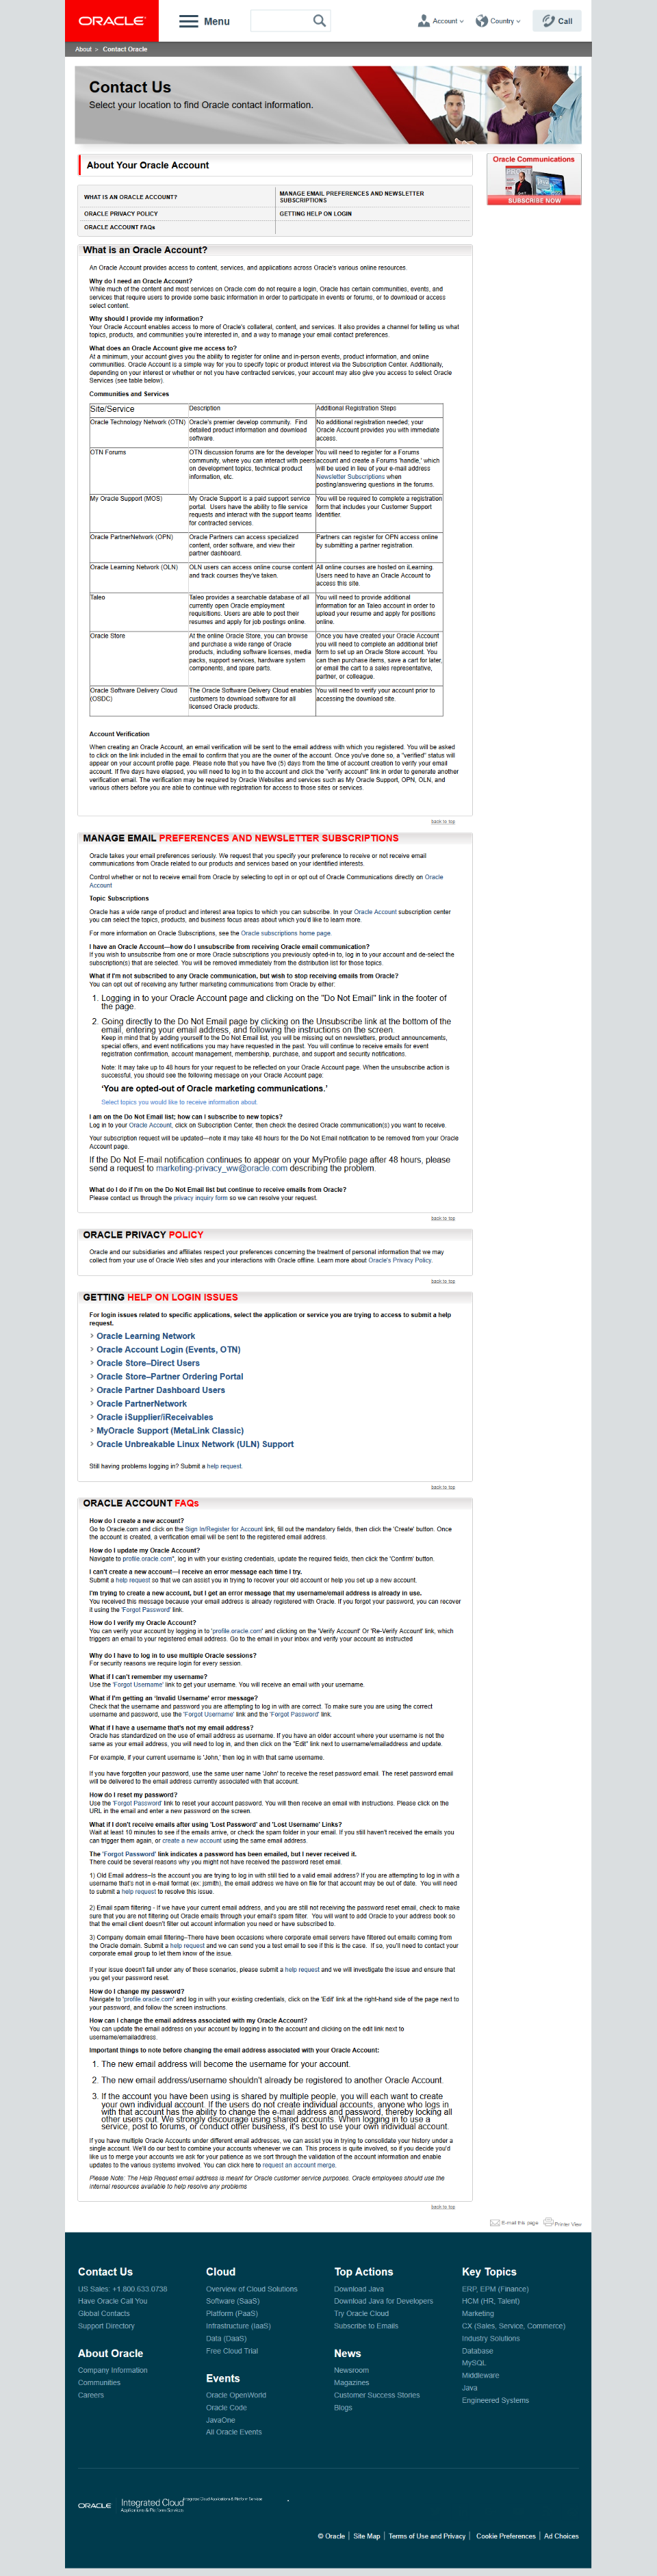 ORACLE
Menu
Account
Country
Call
About > Contact Oracle
Contact Us
Select your location to find Oracle contact information.
About Your Oracle Account
Oracle Communications
SUBSCRIBE NOW
WHAT IS AN ORACLE ACCOUNT?
MANAGE EMAIL PREFERENCES AND NEWSLETTER
SUBSCRIPTIONS
ORACLE PRIVACY POLICY
GETTING HELP ON LOGIN
ORACLE ACCOUNT FAQs
What is an Oracle Account?
An Oracle Account provides access to content, services, and applications across Oracle's various online resources.
Why do I need an Oracle Account?
While much of the content and most services on Oracle.com do not require a login, Oracle has certain communities, events, and
services that require users to provide some basic information in order to participate in events or forums, or to download or access
select content.
Why should I provide my information?
Your Oracle Account enables access to more of Oracle's collateral, content, and services. It also provides a channel for telling us what
topics, products, and communities you're interested in, and a way to manage your email contact preferences.
What does an Oracle Account give me access to?
At a minimum, your account gives you the ability to register for online and in-person events, product information, and online
communities. Oracle Account is a simple way for you to specify topic or product interest via the Subscription Center. Additionally,
depending on your interest or whether or not you have contracted services, your account may also give you access to select Oracle
Services (see table below).
Communities and Services
Site/Service
Description
Additional Registration Steps
Oracle Technology Network (OTN)
Oracle's premier develop community. Find
detailed product information and download
software.
No additional registration needed; your
Oracle Account provides you with immediate
access.
OTN Forums
OTN discussion forums are for the developer
community, where you can interact with peers
on development topics, technical product
information, etc.
You will need to register for a Forums
account and create a Forums 'handle,' which
will be used in lieu of your e-mail address
Newsletter Subscriptions when
posting/answering questions in the forums.
My Oracle Support (MOS)
My Oracle Support is a paid support service
portal. Users have the ability to file service
requests and interact with the support teams
for contracted services.
You will be required to complete a registration
form that includes your Customer Support
Identifier.
Oracle PartnerNetwork (OPN)
Oracle Partners can access specialized
content, order software, and view their
partner dashboard.
Partners can register for OPN access online
by submitting a partner registration.
Oracle Learning Network (OLN)
OLN users can access online course content
and track courses they've taken.
All online courses are hosted on iLearning.
Users need to have an Oracle Account to
access this site.
Taleo
Taleo provides a searchable database of all
currently open Oracle employment
requisitions. Users are able to post their
resumes and apply for job postings online.
You will need to provide additional
information for an Taleo account in order to
upload your resume and apply for positions
online.
Oracle Store
At the online Oracle Store, you can browse
and purchase a wide range of Oracle
products, including software licenses, media
packs, support services, hardware system
components, and spare parts.
Once you have created your Oracle Account
you will need to complete an additional brief
form to set up an Oracle Store account. You
can then purchase items, save a cart for later,
or email the cart to a sales representative,
partner, or colleague.
Oracle Software Delivery Cloud
(OSDC)
The Oracle Software Delivery Cloud enables
customers to download software for all
licensed Oracle products.
You will need to verify your account prior to
accessing the download site.
Account Verification
When creating an Oracle Account, an email verification will be sent to the email address with which you registered. You will be asked
to click on the link included in the email to confirm that you are the owner of the account. Once you've done so, a "verified" status will
appear on your account profile page. Please note that you have five (5) days from the time of account creation to verify your email
account. If five days have elapsed, you will need to log in to the account and click the "verify account" link in order to generate another
verification email. The verification may be required by Oracle Websites and services such as My Oracle Support, OPN, OLN, and
various others before you are able to continue with registration for access to those sites or services.
back to top
MANAGE EMAIL PREFERENCES AND NEWSLETTER SUBSCRIPTIONS
Oracle takes your email preferences seriously. We request that you specify your preference to receive or not receive email
communications from Oracle related to our products and services based on your identified interests.
Control whether or not to receive email from Oracle by selecting to opt in or opt out of Oracle Communications directly on Oracle
Account
Topic Subscriptions
Oracle has a wide range of product and interest area topics to which you can subscribe. In your Oracle Account subscription center
you can select the topics, products, and business focus areas about which you'd like to learn more.
For more information on Oracle Subscriptions, see the Oracle subscriptions home page.
I have an Oracle Account—how do I unsubscribe from receiving Oracle email communication?
If you wish to unsubscribe from one or more Oracle subscriptions you previously opted-in to, log in to your account and de-select the
subscription(s) that are selected. You will be removed immediately from the distribution list for those topics.
What if I'm not subscribed to any Oracle communication, but wish to stop receiving emails from Oracle?
You can opt out of receiving any further marketing communications from Oracle by either:
1. Logging in to your Oracle Account page and clicking on the "Do Not Email" link in the footer of
the page.
2. Going directly to the Do Not Email page by clicking on the Unsubscribe link at the bottom of the
email, entering your email address, and following the instructions on the screen.
Keep in mind that by adding yourself to the Do Not Email list, you will be missing out on newsletters, product announcements,
special offers, and event notifications you may have requested in the past. You will continue to receive emails for event
registration confirmation, account management, membership, purchase, and support and security notifications.
Note: It may take up to 48 hours for your request to be reflected on your Oracle Account page. When the unsubscribe action is
successful, you should see the following message on your Oracle Account page:
'You are opted-out of Oracle marketing communications.'
Select topics you would like to receive information about.
I am on the Do Not Email list; how can I subscribe to new topics?
Log in to your Oracle Account, click on Subscription Center, then check the desired Oracle communication(s) you want to receive.
Your subscription request will be updated—note it may take 48 hours for the Do Not Email notification to be removed from your Oracle
Account page.
If the Do Not E-mail notification continues to appear on your MyProfile page after 48 hours, please
send a request to marketing-privacy_ww@oracle.com describing the problem.
What do I do if I'm on the Do Not Email list but continue to receive emails from Oracle?
Please contact us through the privacy inquiry form so we can resolve your request.
back to top
ORACLE PRIVACY POLICY
Oracle and our subsidiaries and affiliates respect your preferences concerning the treatment of personal information that we may
collect from your use of Oracle Web sites and your interactions with Oracle offline. Learn more about Oracle's Privacy Policy.
back to top
GETTING HELP ON LOGIN ISSUES
For login issues related to specific applications, select the application or service you are trying to access to submit a help
request.
Oracle Learning Network
Oracle Account Login (Events, OTN)
Oracle Store–Direct Users
Oracle Store–Partner Ordering Portal
Oracle Partner Dashboard Users
Oracle PartnerNetwork
Oracle iSupplier/iReceivables
MyOracle Support (MetaLink Classic)
Oracle Unbreakable Linux Network (ULN) Support
Still having problems logging in? Submit a help request.
back to top
ORACLE ACCOUNT FAQs
How do I create a new account?
Go to Oracle.com and click on the Sign In/Register for Account link, fill out the mandatory fields, then click the 'Create' button. Once
the account is created, a verification email will be sent to the registered email address.
How do I update my Oracle Account?
Navigate to profile.oracle.com", log in with your existing credentials, update the required fields, then click the 'Confirm' button.
I can't create a new account—I receive an error message each time I try.
Submit a help request so that we can assist you in trying to recover your old account or help you set up a new account.
I'm trying to create a new account, but I get an error message that my username/email address is already in use.
You received this message because your email address is already registered with Oracle. If you forgot your password, you can recover
it using the 'Forgot Password' link.
How do I verify my Oracle Account?
You can verify your account by logging in to 'profile.oracle.com' and clicking on the 'Verify Account' Or 'Re-Verify Account' link, which
triggers an email to your registered email address. Go to the email in your inbox and verify your account as instructed
Why do I have to log in to use multiple Oracle sessions?
For security reasons we require login for every session.
What if I can't remember my username?
Use the 'Forgot Username' link to get your username. You will receive an email with your username.
What if I'm getting an 'Invalid Username' error message?
Check that the username and password you are attempting to log in with are correct. To make sure you are using the correct
username and password, use the 'Forgot Username' link and the 'Forgot Password' link.
What if I have a username that's not my email address?
Oracle has standardized on the use of email address as username. If you have an older account where your username is not the
same as your email address, you will need to log in, and then click on the "Edit" link next to username/emailaddress and update.
For example, if your current username is 'John,' then log in with that same username.
If you have forgotten your password, use the same user name 'John' to receive the reset password email. The reset password email
will be delivered to the email address currently associated with that account.
How do I reset my password?
Use the 'Forgot Password' link to reset your account password, You will then receive an email with instructions. Please click on the
URL in the email and enter a new password on the screen.
What if I don't receive emails after using 'Lost Password' and 'Lost Username' Links?
Wait at least 10 minutes to see if the emails arrive, or check the spam folder in your email. If you still haven't received the emails you
can trigger them again, or create a new account using the same email address.
The 'Forgot Password' link indicates a password has been emailed, but I never received it.
There could be several reasons why you might not have received the password reset email.
1) Old Email address–Is the account you are trying to log in with still tied to a valid email address? If you are attempting to log in with a
username that's not in e-mail format (ex: jsmith), the email address we have on file for that account may be out of date. You will need
to submit a help request to resolve this issue.
2) Email spam filtering - If we have your current email address, and you are still not receiving the password reset email, check to make
sure that you are not filtering out Oracle emails through your email's spam filter. You will want to add Oracle to your address book so
that the email client doesn't filter out account information you need or have subscribed to.
3) Company domain email filtering–There have been occasions where corporate email servers have filtered out emails coming from
the Oracle domain. Submit a help request and we can send you a test email to see if this is the case. If so, you'll need to contact your
corporate email group to let them know of the issue.
If your issue doesn't fall under any of these scenarios, please submit a help request and we will investigate the issue and ensure that
you get your password reset.
How do I change my password?
Navigate to 'profile.oracle.com' and log in with your existing credentials, click on the 'Edit' link at the right-hand side of the page next to
your password, and follow the screen instructions.
How can I change the email address associated with my Oracle Account?
You can update the email address on your account by logging in to the account and clicking on the edit link next to
username/emailaddress.
Important things to note before changing the email address associated with your Oracle Account:
1. The new email address will become the username for your account.
2. The new email address/username shouldn't already be registered to another Oracle Account.
3. If the account you have been using is shared by multiple people, you will each want to create
your own individual account. If the users do not create individual accounts, anyone who logs in
with that account has the ability to change the e-mail address and password, thereby locking all
other users out. We strongly discourage using shared accounts. When logging in to use a
service, post to forums, or conduct other business, it's best to use your own individual account.
If you have multiple Oracle Accounts under different email addresses, we can assist you in trying to consolidate your history under a
single account. We'll do our best to combine your accounts whenever we can. This process is quite involved, so if you decide you'd
like us to merge your accounts we ask for your patience as we sort through the validation of the account information and enable
updates to the various systems involved. You can click here to request an account merge.
Please Note: The Help Request email address is meant for Oracle customer service purposes. Oracle employees should use the
internal resources available to help resolve any problems
back to top
E-mail this page
Printer View
Contact Us
US Sales: +1.800.633.0738
Have Oracle Call You
Global Contacts
Support Directory
About Oracle
Company Information
Communities
Careers
Cloud
Overview of Cloud Solutions
Software (SaaS)
Platform (PaaS)
Infrastructure (IaaS)
Data (DaaS)
Free Cloud Trial
Events
Oracle OpenWorld
Oracle Code
JavaOne
All Oracle Events
Top Actions
Download Java
Download Java for Developers
Try Oracle Cloud
Subscribe to Emails
News
Newsroom
Magazines
Customer Success Stories
Blogs
Key Topics
ERP, EPM (Finance)
HCM (HR, Talent)
Marketing
CX (Sales, Service, Commerce)
Industry Solutions
Database
MySQL
Middleware
Java
Engineered Systems
ORACLE
Integrated Cloud
Applications & Platform Services
Integrated Cloud Applications & Platform Services
© Oracle | Site Map | Terms of Use and Privacy | Cookie Preferences | Ad Choices